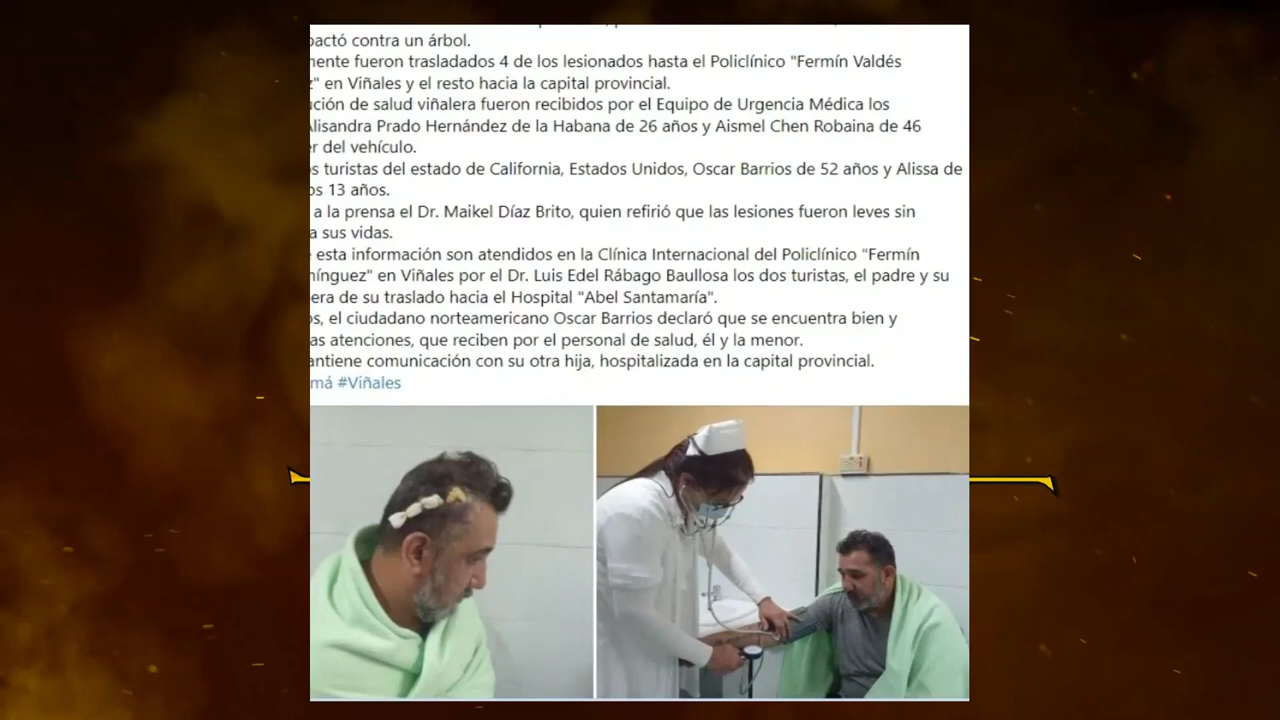 pactó contra un árbol.
mente fueron trasladados 4 de los lesionados hasta el Policlínico "Fermín Valdés
z" en Viñales y el resto hacia la capital provincial.
ución de salud viñalera fueron recibidos por el Equipo de Urgencia Médica los
Alisandra Prado Hernández de la Habana de 26 años y Aismel Chen Robaina de 46
er del vehículo.
os turistas del estado de California, Estados Unidos, Oscar Barrios de 52 años y Alissa de
os 13 años.
a la prensa el Dr. Maikel Díaz Brito, quien refirió que las lesiones fueron leves sin
a sus vidas.
e esta información son atendidos en la Clínica Internacional del Policlínico "Fermín
mínguez" en Viñales por el Dr. Luis Edel Rábago Baullosa los dos turistas, el padre y su
era de su traslado hacia el Hospital "Abel Santamaría".
os, el ciudadano norteamericano Oscar Barrios declaró que se encuentra bien y
as atenciones, que reciben por el personal de salud, él y la menor.
antiene comunicación con su otra hija, hospitalizada en la capital provincial.
má #Viñales